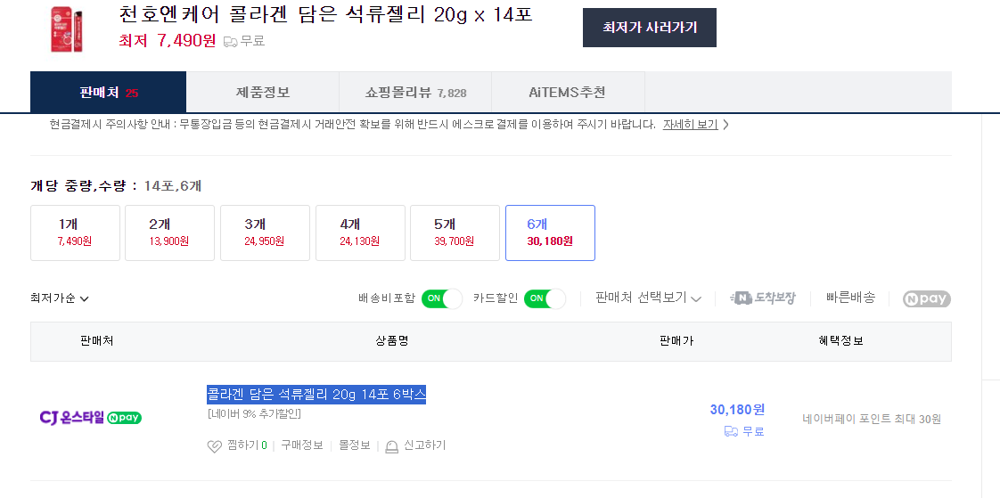 천호엔케어 콜라겐 담은 석류젤리 20g x 14포
최저 7,490원 무료
최저가 사러가기
판매처 25 제품정보 쇼핑몰리뷰 7,828 AiTEMS추천
현금결제시 주의사항 안내 : 무통장입금 등의 현금결제시 거래안전 확보를 위해 반드시 에스크로결제를 이용하여 주시기 바랍니다. 자세히 보기
개당 중량,수량 : 14포,6개
1개 2개 3개 4개 5개 6개
7,490원 13,900원 24,950원 24,130원 39,700원 30,180원
최저가순 배송비포함 ON 카드할인 ON 판매처 선택보기 N 도착보장 빠른배송 N pay
판매처 상품명 판매가 혜택정보
콜라겐 담은 석류젤리 20g 14포 6박스
[네이버 9% 추가할인]
CJ 온스타일 N pay
30,180원
무료
네이버페이 포인트 최대 30원
찜하기 0 구매정보 몰정보 신고하기